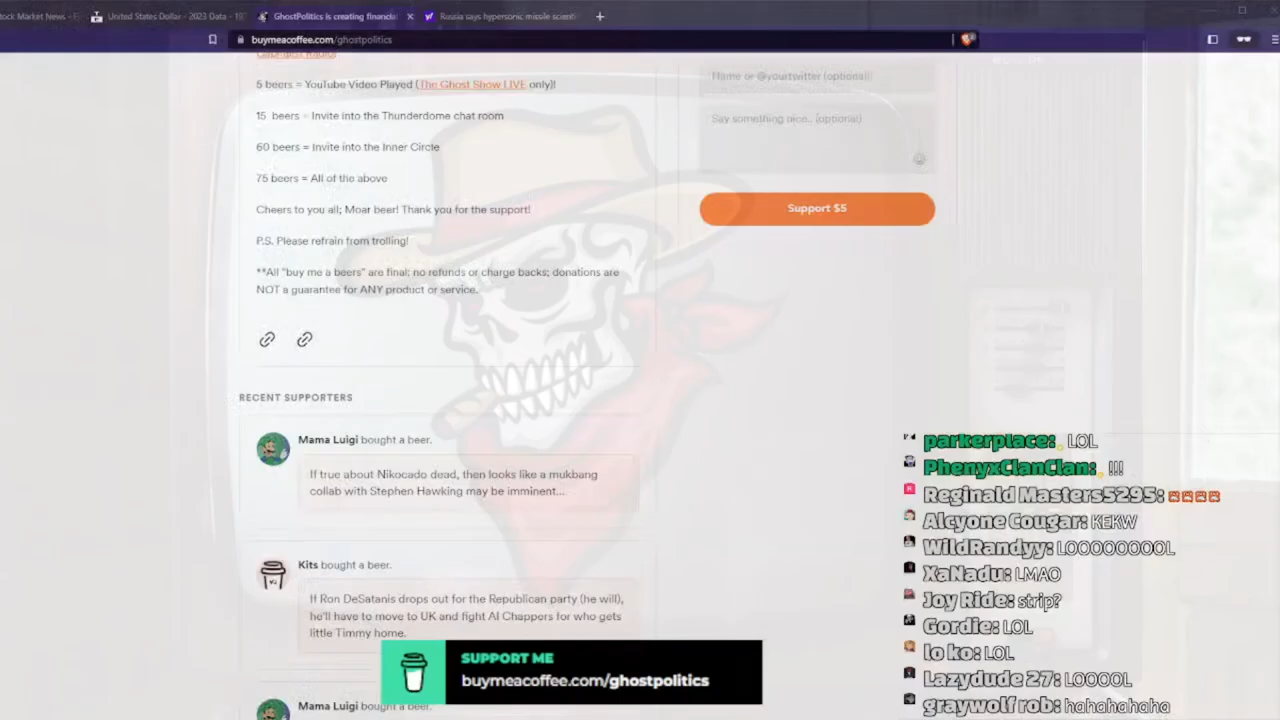 tock Market News - F
United States Dollar - 2023 Data - 197
GhostPolitics is creating financial
Russia says hypersonic missile scienti
buymeacoffee.com/ghostpolitics
5 beers = YouTube Video Played (The Ghost Show LIVE only)!
15 beers = Invite into the Thunderdome chat room
60 beers = Invite into the Inner Circle
75 beers = All of the above
Cheers to you all; Moar beer! Thank you for the support!
P.S. Please refrain from trolling!
**All "buy me a beers" are final; no refunds or charge backs; donations are
NOT a guarantee for ANY product or service.
Name or @yourtwitter (optional)
Say something nice.. (optional)
Support $5
RECENT SUPPORTERS
Mama Luigi bought a beer.
If true about Nikocado dead, then looks like a mukbang
collab with Stephen Hawking may be imminent...
Kits bought a beer.
If Ron DeSatanis drops out for the Republican party (he will),
he'll have to move to UK and fight Al Chappers for who gets
little Timmy home.
Mama Luigi bought a beer.
SUPPORT ME
buymeacoffee.com/ghostpolitics
parkerplace: LOL
PhenyxClanClan: !!!
Reginald Masters5295:
Alcyone Cougar: KEKW
WildRandyy: LOOOOOOOOL
XaNadu: LMAO
Joy Ride: strip?
Gordie: LOL
lo ko: LOL
Lazydude 27: LOOOOL
graywolf rob: hahahahaha